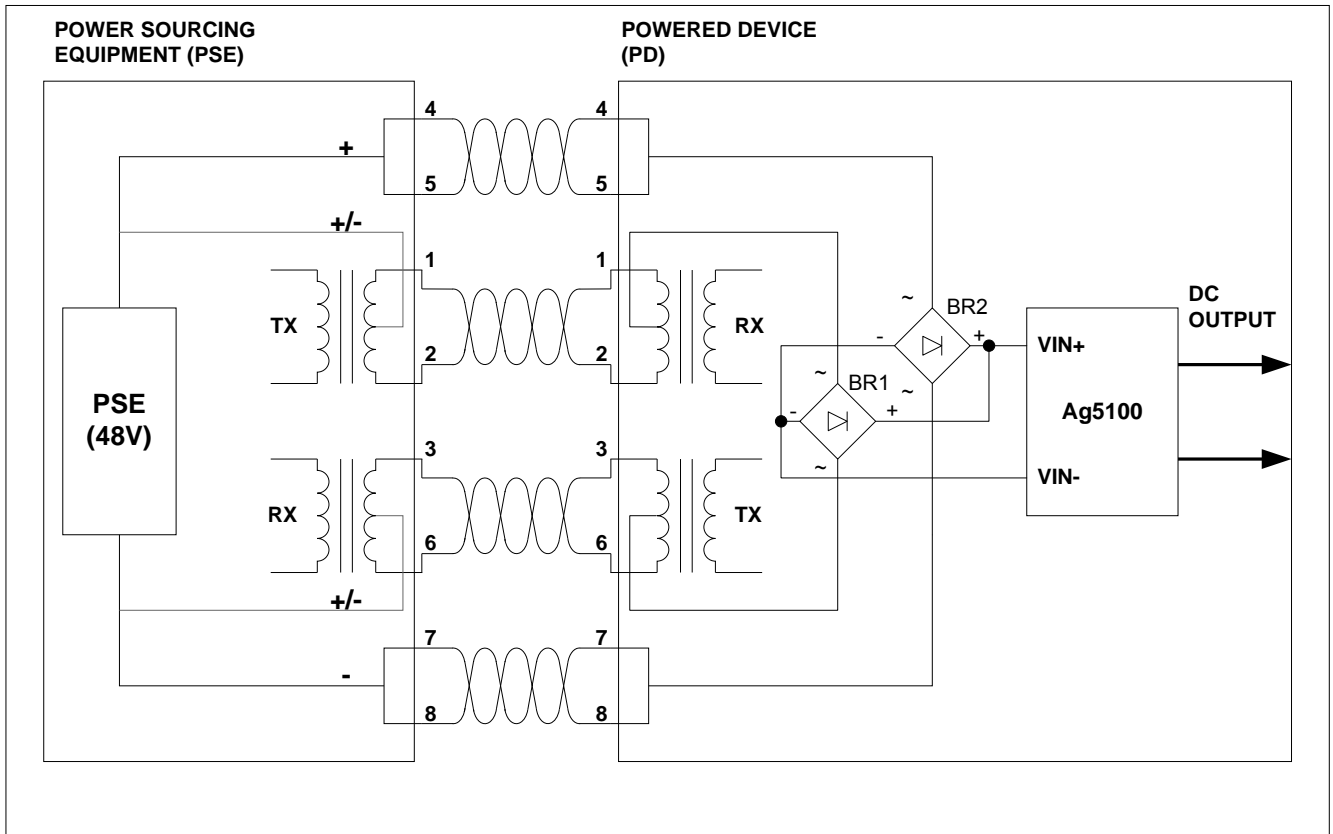 POWER SOURCING
EQUIPMENT (PSE)
POWERED DEVICE
(PD)
4
4
+
5
5
+/-
1
1
TX
RX
2
2
PSE
(48V)
3
3
RX
TX
6
6
+/-
7
7
-
8
8
~
BR2
-
+
~
~
BR1
-
+
~
VIN+
Ag5100
VIN-
DC
OUTPUT